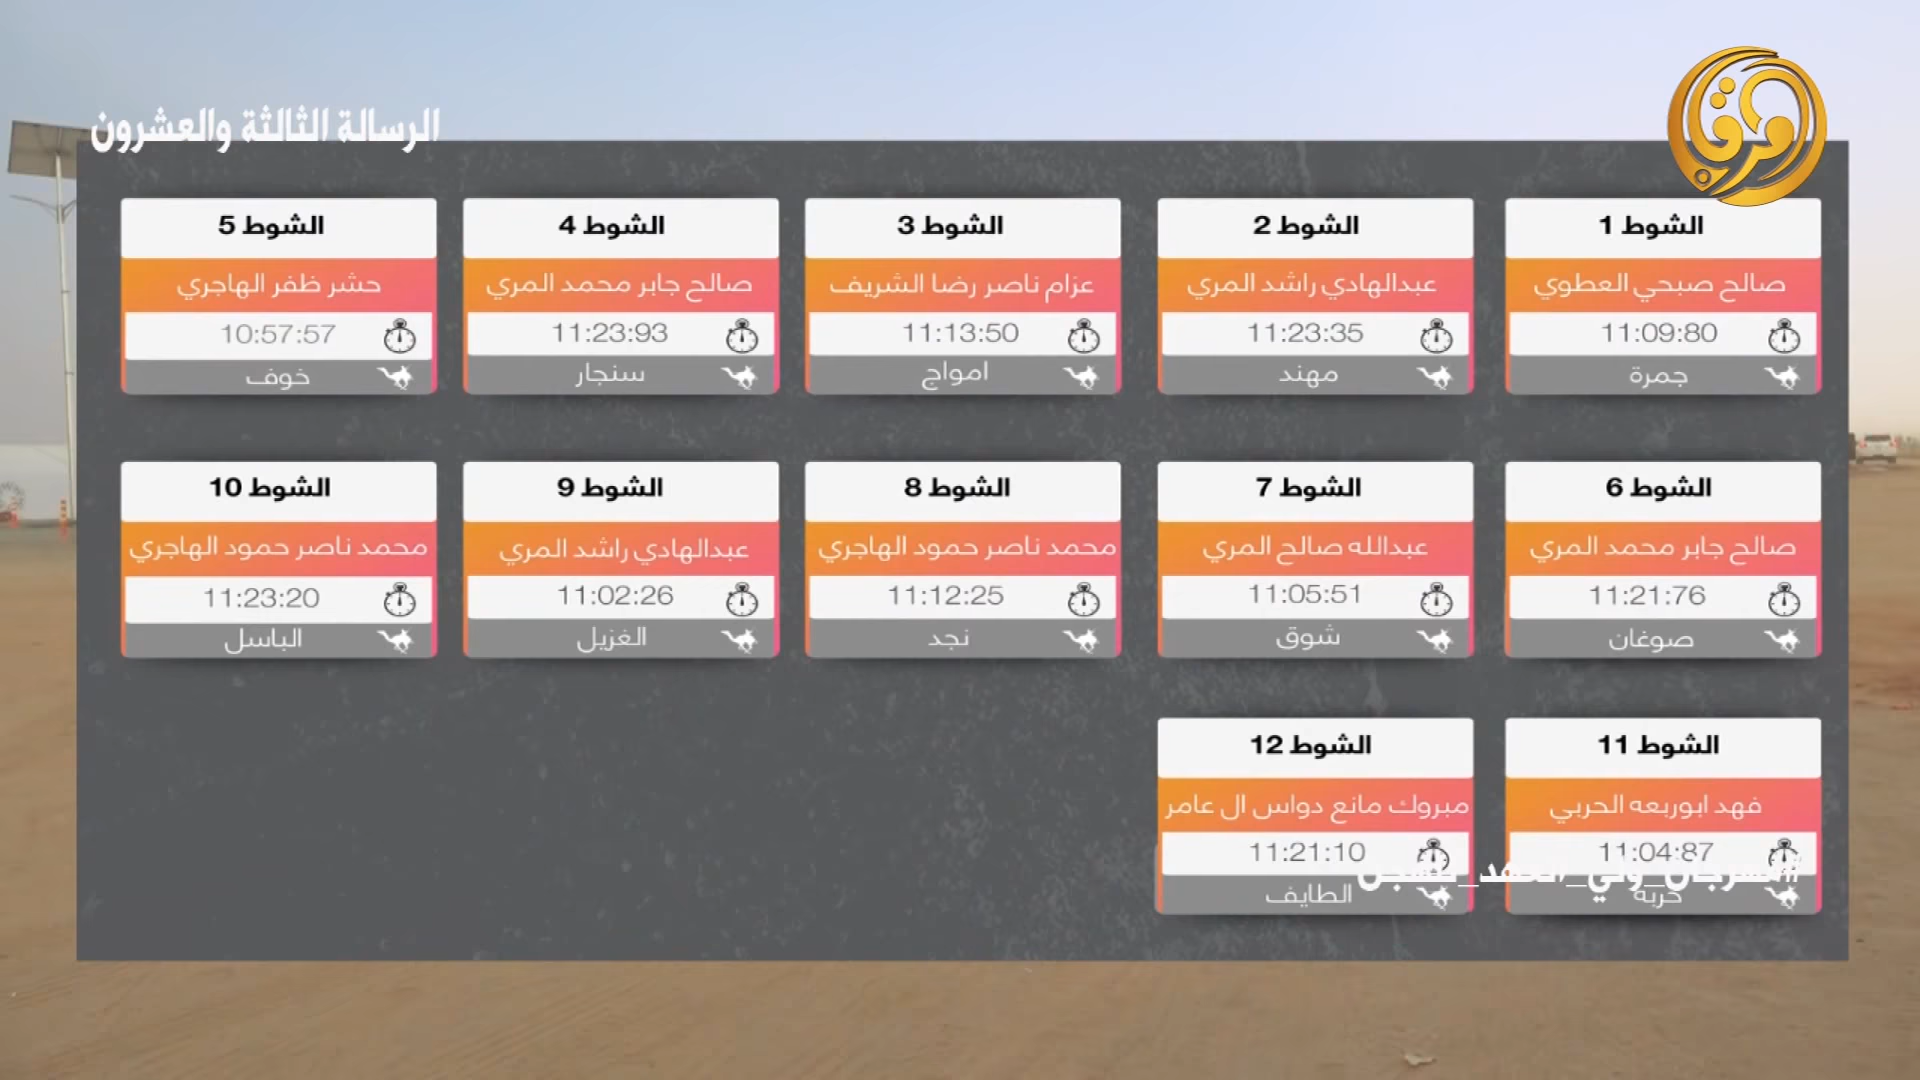 الرسالة الثالثة والعشرون
الشوط 1
صالح صبحي العطوي
11:09:80
جمرة
الشوط 2
عبدالهادي راشد المري
11:23:35
مهند
الشوط 3
عزام ناصر رضا الشريف
11:13:50
امواج
الشوط 4
صالح جابر محمد المري
11:23:93
سنجار
الشوط 5
حشر ظفر الهاجري
10:57:57
خوف
الشوط 6
صالح جابر محمد المري
11:21:76
صوغان
الشوط 7
عبدالله صالح المري
11:05:51
شوق
الشوط 8
محمد ناصر حمود الهاجري
11:12:25
نجد
الشوط 9
عبدالهادي راشد المري
11:02:26
الغزيل
الشوط 10
محمد ناصر حمود الهاجري
11:23:20
الباسل
الشوط 11
فهد ابوربعه الحربي
11:04:87
الشوط 12
مبروك مانع دواس ال عامر
11:21:10
الطايف